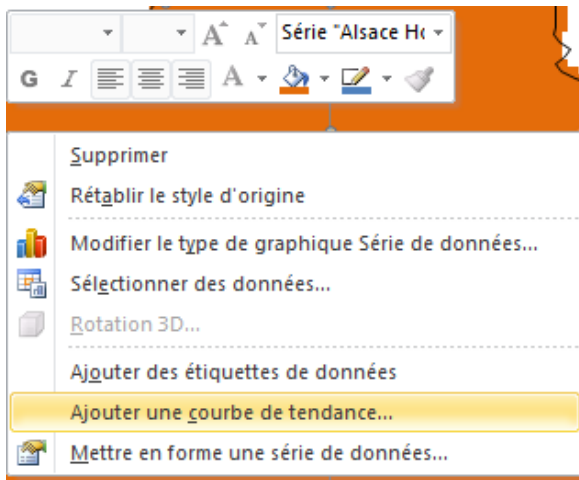 A A Série "Alsace Ho
G I A
Supprimer
Rétablir le style d'origine
Modifier le type de graphique Série de données...
Sélectionner des données...
Rotation 3D...
Ajouter des étiquettes de données
Ajouter une courbe de tendance...
Mettre en forme une série de données...